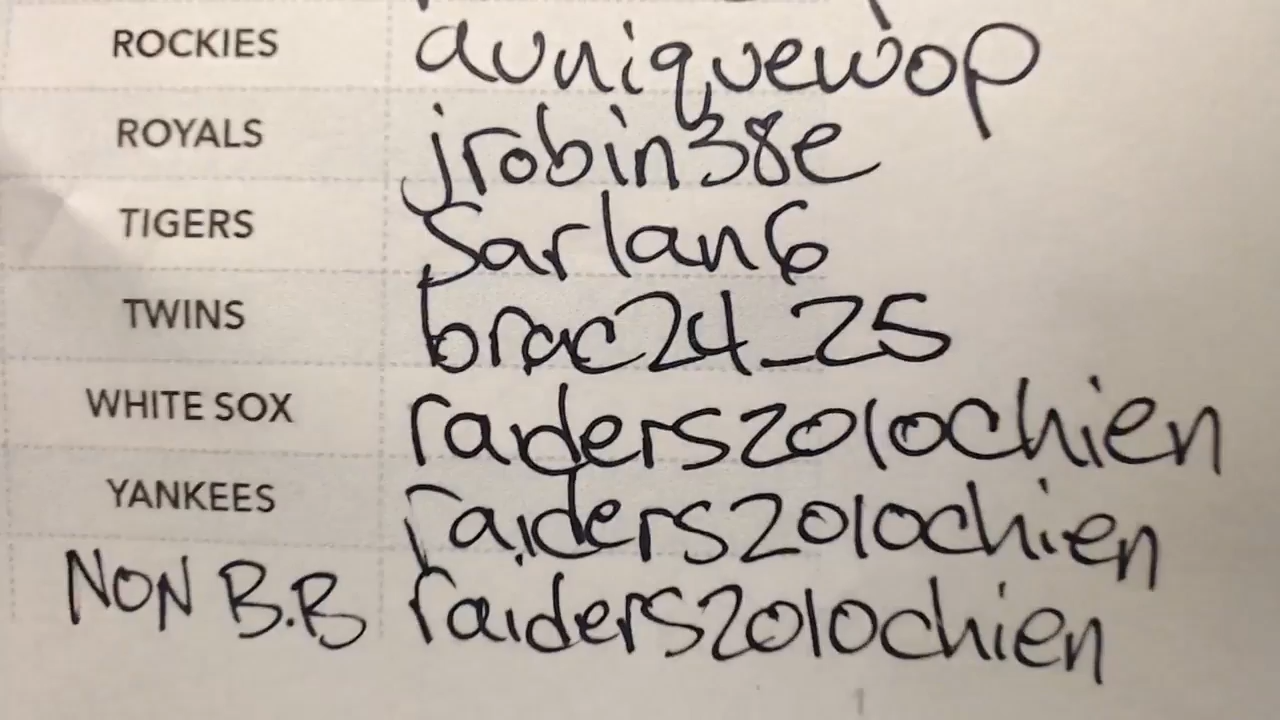 ROCKIES auniquewop
ROYALS jrobin38e
TIGERS Sarlan6
TWINS brac24_25
WHITE SOX raiders2010chien
YANKEES raiders2010chien
NON B.B raiders2010chien